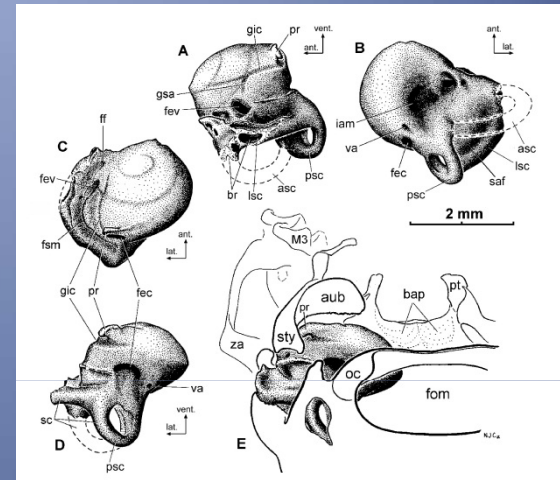 gic pr
vent.
ant.
A
gsa
fev
br lsc asc
psc
B
ant.
lat.
iam
va
fec
psc
asc
lsc
saf
2 mm
C
ff
fev
fsm
ant.
lat.
gic pr fec
va
sc
vent.
lat.
D
psc
M3
aub
pr
bap
pt
za
sty
oc
fom
E
NJCA